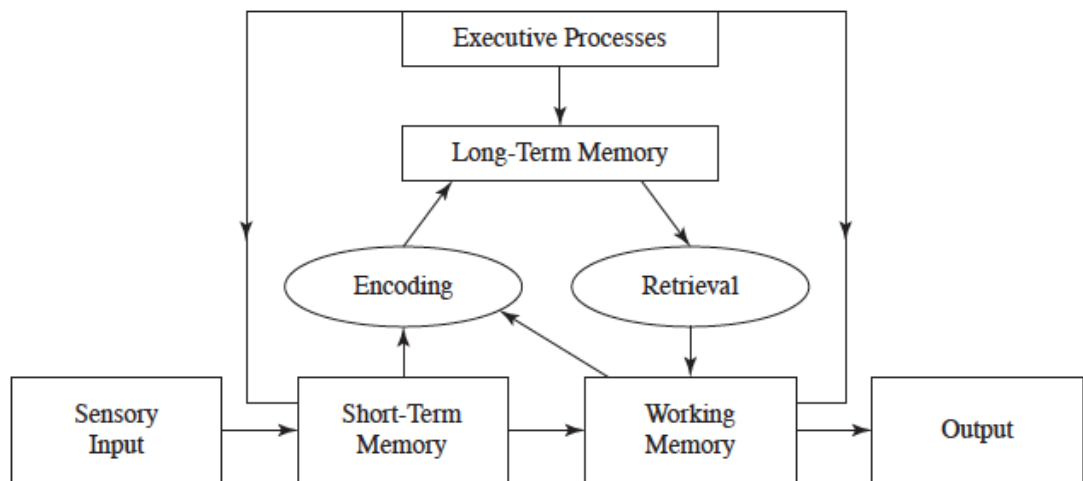 Executive Processes
Long-Term Memory
Encoding
Retrieval
Sensory
Input
Short-Term
Memory
Working
Memory
Output